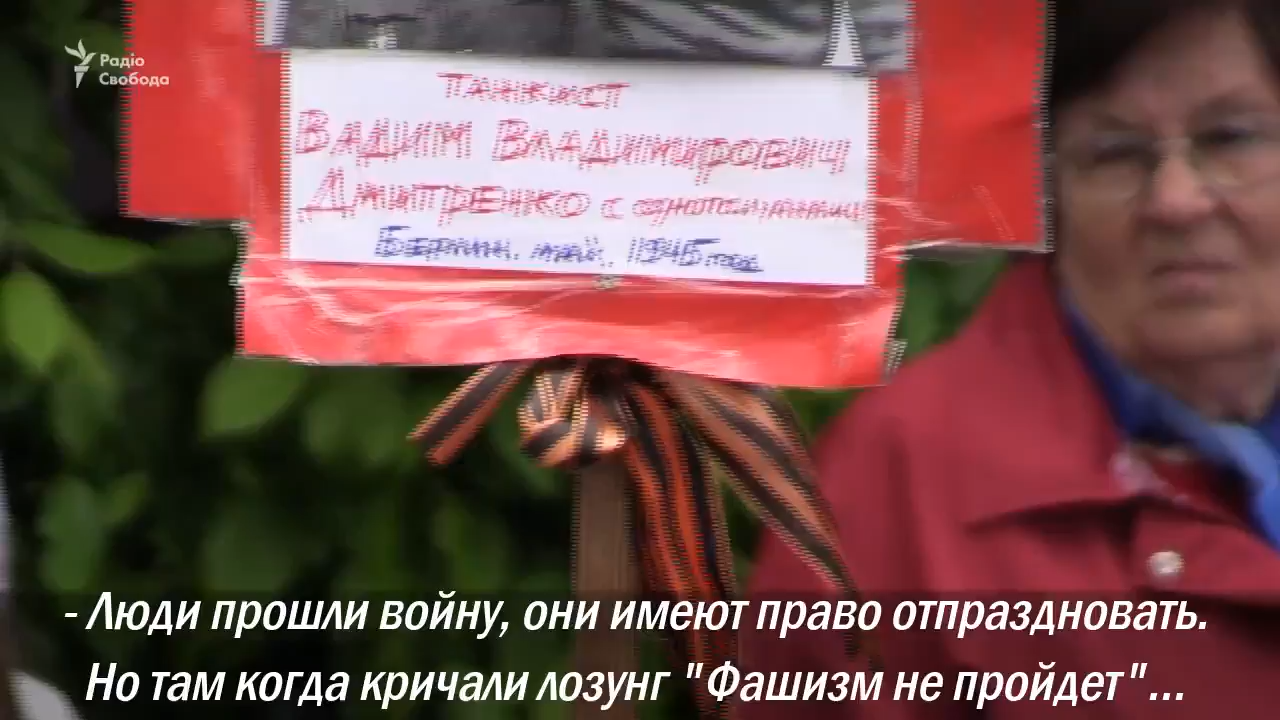 Радіо
Свобода
танкист
Вадим Владимирович
Дмитренко с однополчанами
Берлин. май, 1945 год
- Люди прошли войну, они имеют право отпраздновать.
Но там когда кричали лозунг "Фашизм не пройдет"...